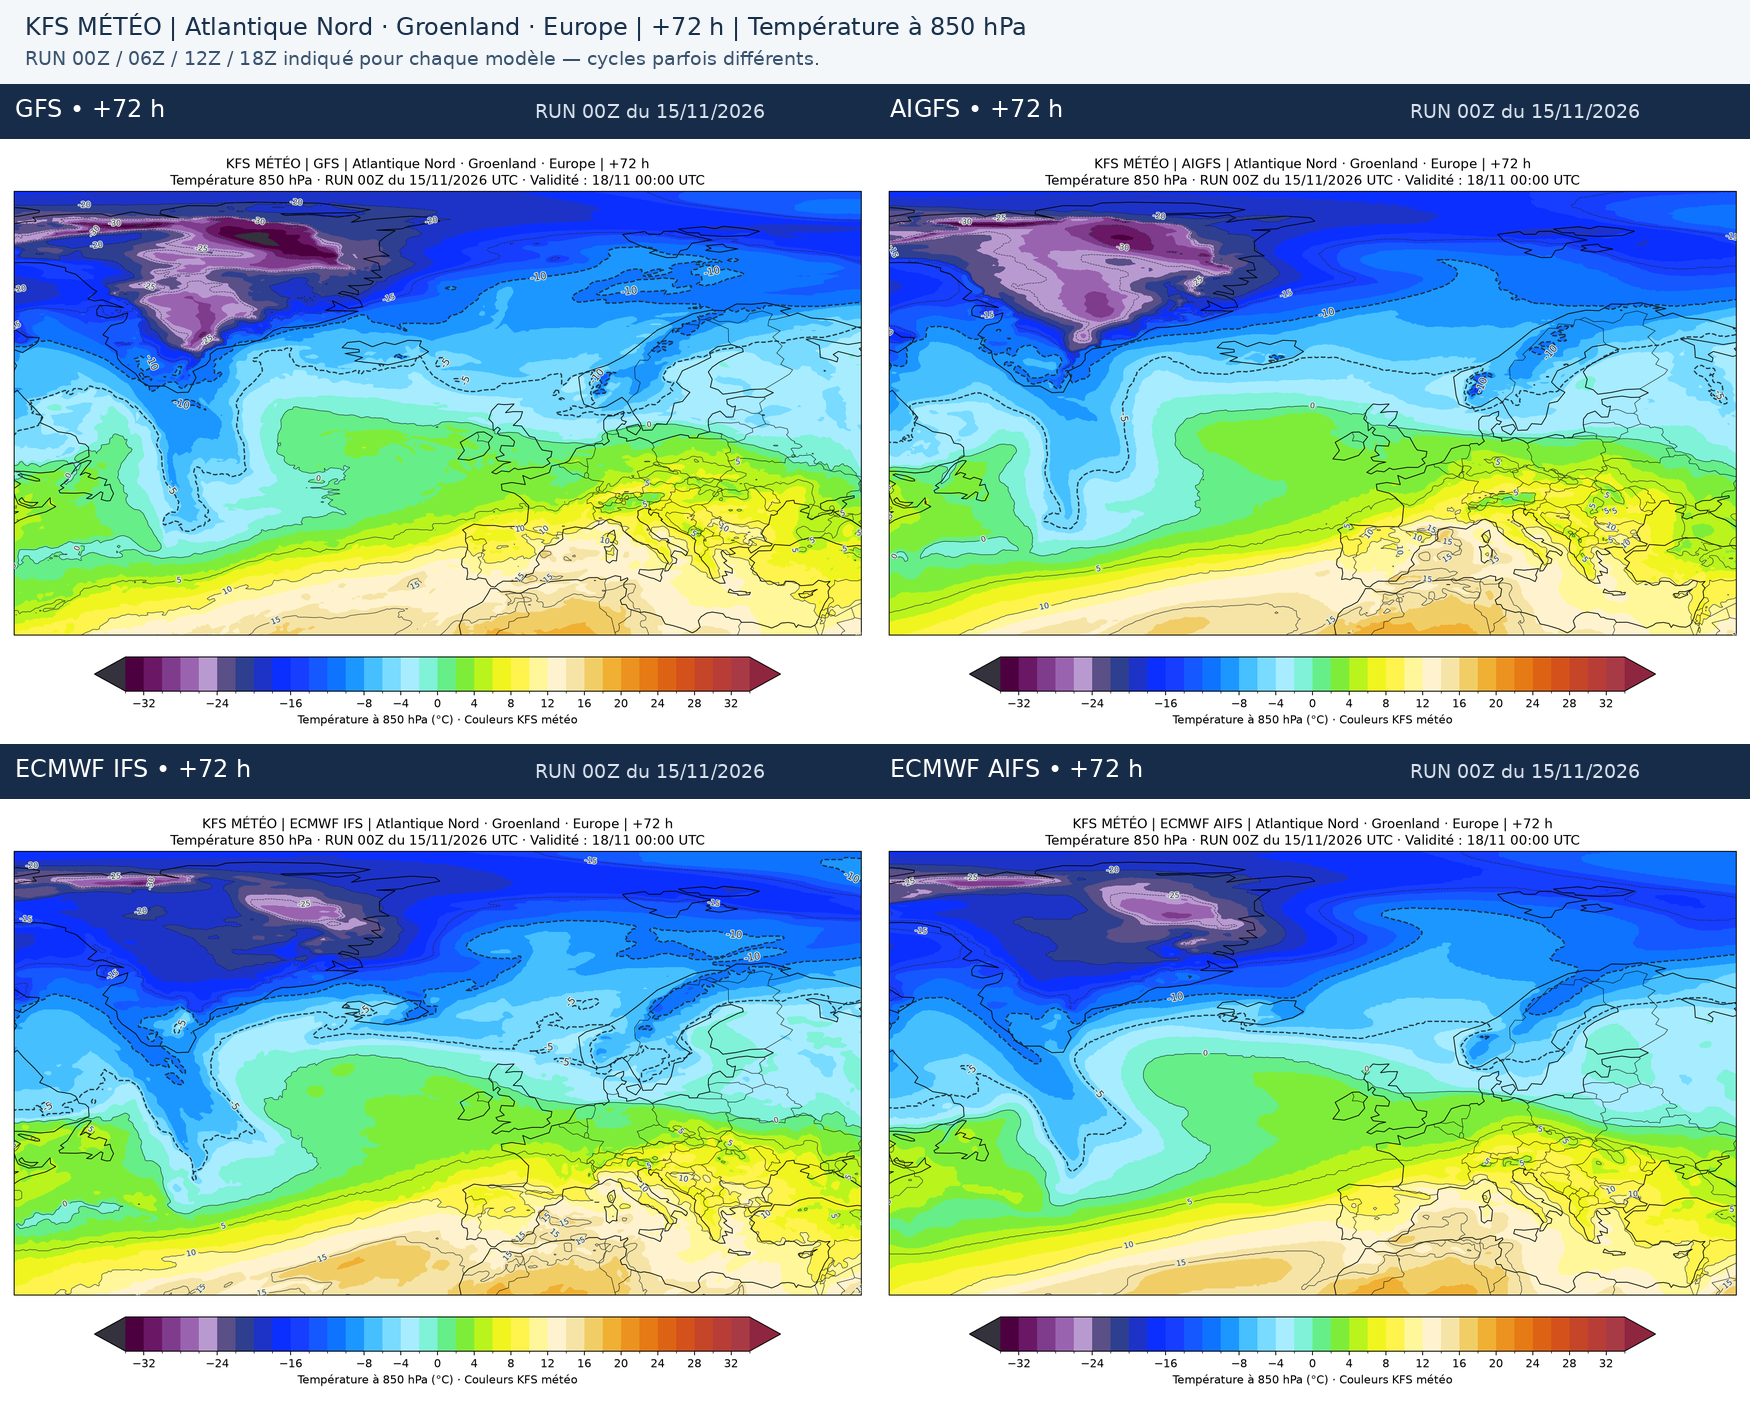 KFS MÉTÉO | Atlantique Nord · Groenland · Europe | +72 h | Température à 850 hPa
RUN 00Z / 06Z / 12Z / 18Z indiqué pour chaque modèle — cycles parfois différents.
GFS • +72 h
RUN 00Z du 15/11/2026
AIGFS • +72 h
RUN 00Z du 15/11/2026
KFS MÉTÉO | GFS | Atlantique Nord · Groenland · Europe | +72 h
Température 850 hPa · RUN 00Z du 15/11/2026 UTC · Validité : 18/11 00:00 UTC
KFS MÉTÉO | AIGFS | Atlantique Nord · Groenland · Europe | +72 h
Température 850 hPa · RUN 00Z du 15/11/2026 UTC · Validité : 18/11 00:00 UTC
−32 −24 −16 −8 −4 0 4 8 12 16 20 24 28 32
Température à 850 hPa (°C) · Couleurs KFS météo
−32 −24 −16 −8 −4 0 4 8 12 16 20 24 28 32
Température à 850 hPa (°C) · Couleurs KFS météo
ECMWF IFS • +72 h
RUN 00Z du 15/11/2026
ECMWF AIFS • +72 h
RUN 00Z du 15/11/2026
KFS MÉTÉO | ECMWF IFS | Atlantique Nord · Groenland · Europe | +72 h
Température 850 hPa · RUN 00Z du 15/11/2026 UTC · Validité : 18/11 00:00 UTC
KFS MÉTÉO | ECMWF AIFS | Atlantique Nord · Groenland · Europe | +72 h
Température 850 hPa · RUN 00Z du 15/11/2026 UTC · Validité : 18/11 00:00 UTC
−32 −24 −16 −8 −4 0 4 8 12 16 20 24 28 32
Température à 850 hPa (°C) · Couleurs KFS météo
−32 −24 −16 −8 −4 0 4 8 12 16 20 24 28 32
Température à 850 hPa (°C) · Couleurs KFS météo